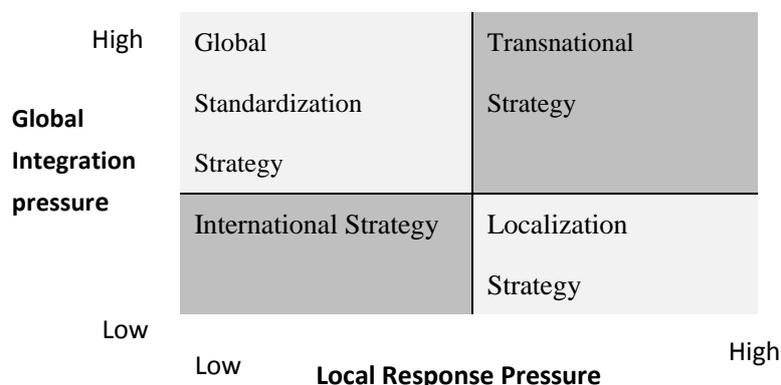 High
Global
Standardization
Strategy
Transnational
Strategy
Global
Integration
pressure
International Strategy
Localization
Strategy
Low
Low
Local Response Pressure
High